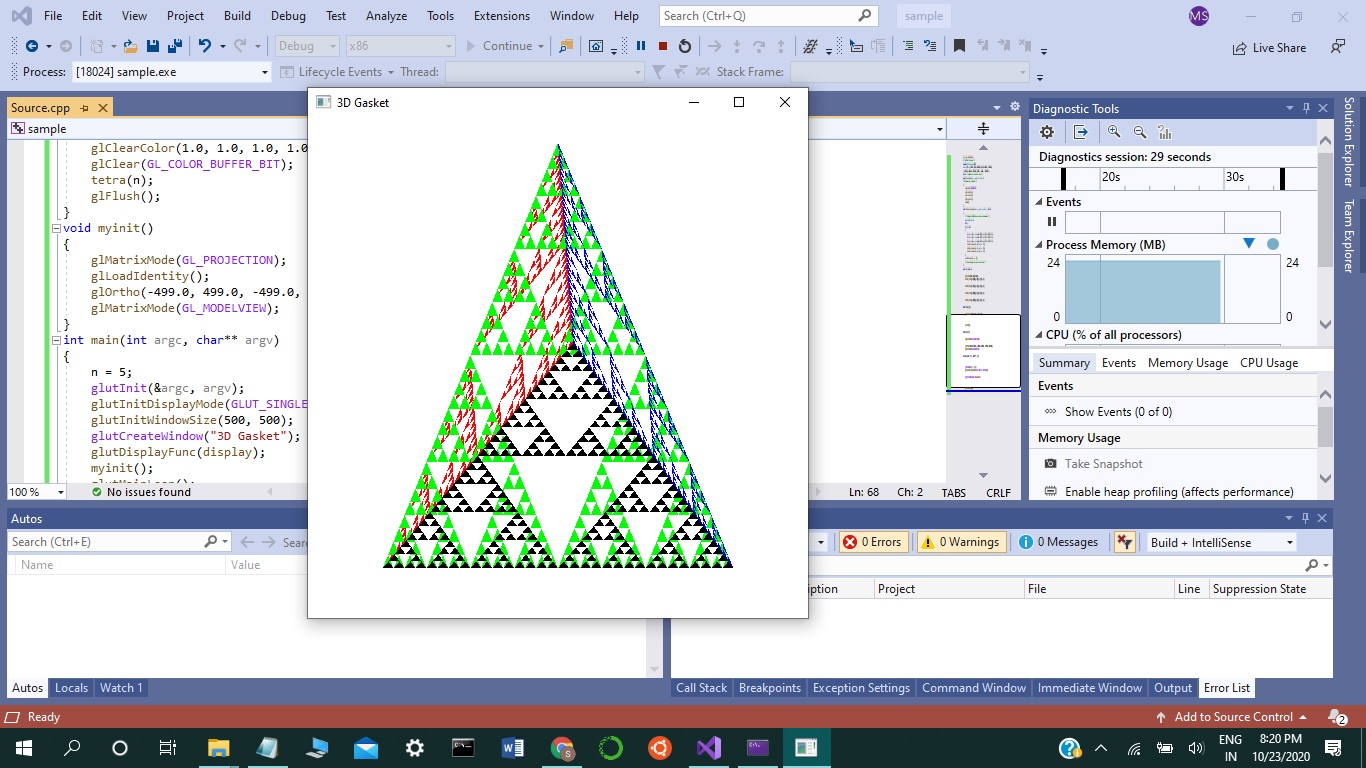 File Edit View Project Build Debug Test Analyze Tools Extensions Window Help Search (Ctrl+Q) sample MS
Debug x86 Continue Live Share
Process: [18024] sample.exe Lifecycle Events Thread: Stack Frame:
Source.cpp
sample
glClearColor(1.0, 1.0, 1.0, 1.0
glClear(GL_COLOR_BUFFER_BIT);
tetra(n);
glFlush();
}
void myinit()
{
glMatrixMode(GL_PROJECTION);
glLoadIdentity();
glOrtho(-499.0, 499.0, -499.0,
glMatrixMode(GL_MODELVIEW);
}
int main(int argc, char** argv)
{
n = 5;
glutInit(&argc, argv);
glutInitDisplayMode(GLUT_SINGLE
glutInitWindowSize(500, 500);
glutCreateWindow("3D Gasket");
glutDisplayFunc(display);
myinit();
100 % No issues found Ln: 68 Ch: 2 TABS CRLF
3D Gasket
Diagnostic Tools
Diagnostics session: 29 seconds
20s 30s
Events
Process Memory (MB)
24 24
0 0
CPU (% of all processors)
Summary Events Memory Usage CPU Usage
Events
Show Events (0 of 0)
Memory Usage
Take Snapshot
Enable heap profiling (affects performance)
Solution Explorer
Team Explorer
Autos
Search (Ctrl+E) Sear
Name Value
Autos Locals Watch 1
0 Errors 0 Warnings 0 Messages Build + IntelliSense
ption Project File Line Suppression State
Call Stack Breakpoints Exception Settings Command Window Immediate Window Output Error List
Ready Add to Source Control 2
ENG
IN
8:20 PM
10/23/2020